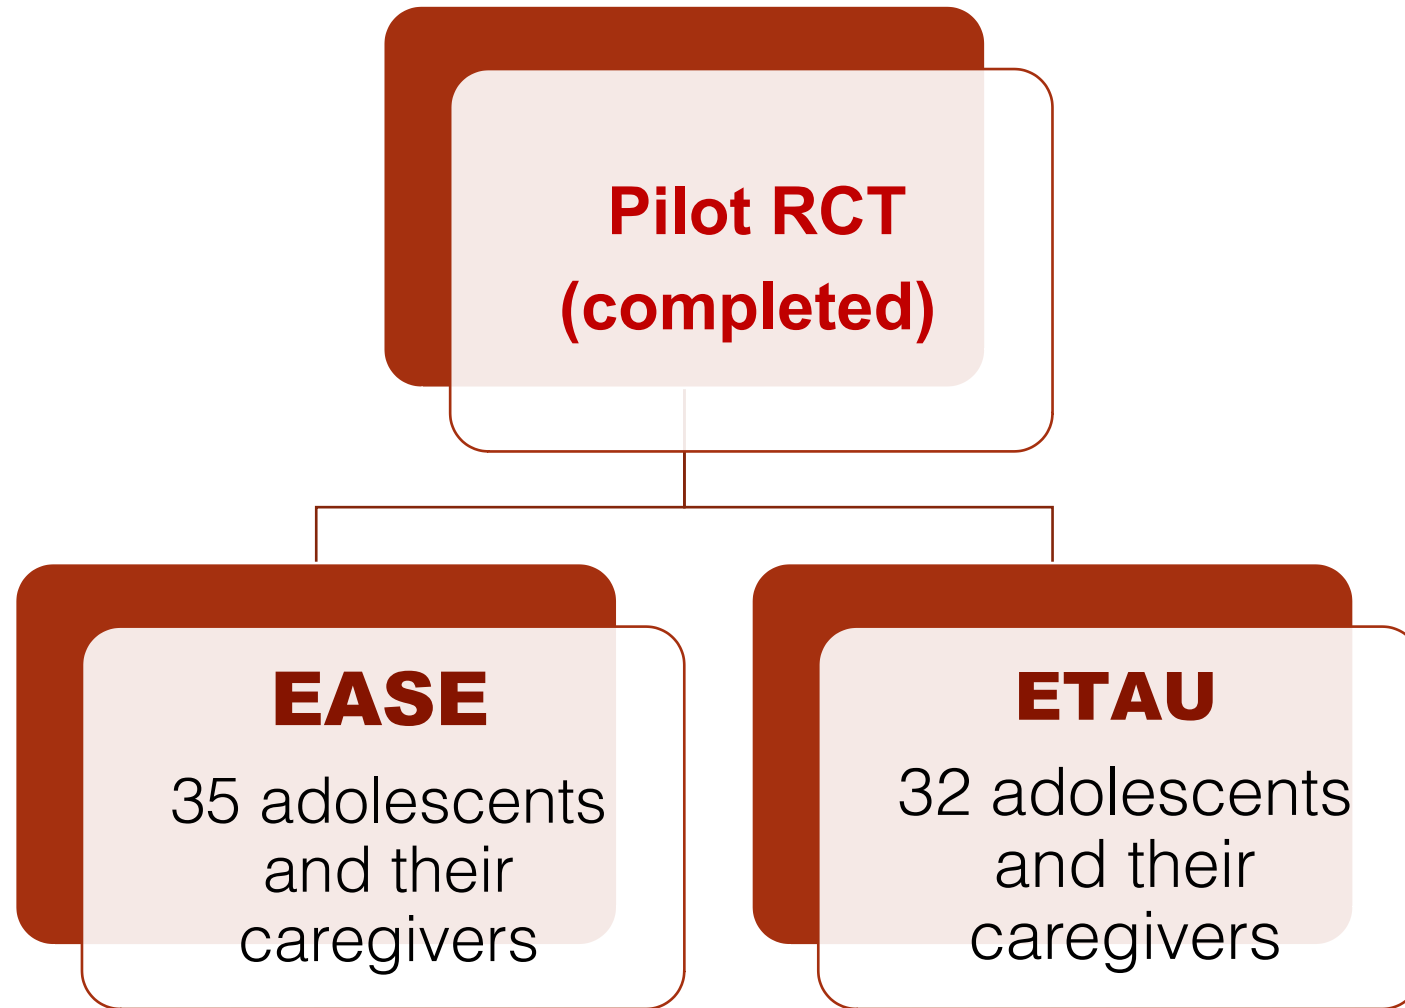 Pilot RCT
(completed)
EASE
35 adolescents
and their
caregivers
ETAU
32 adolescents
and their
caregivers